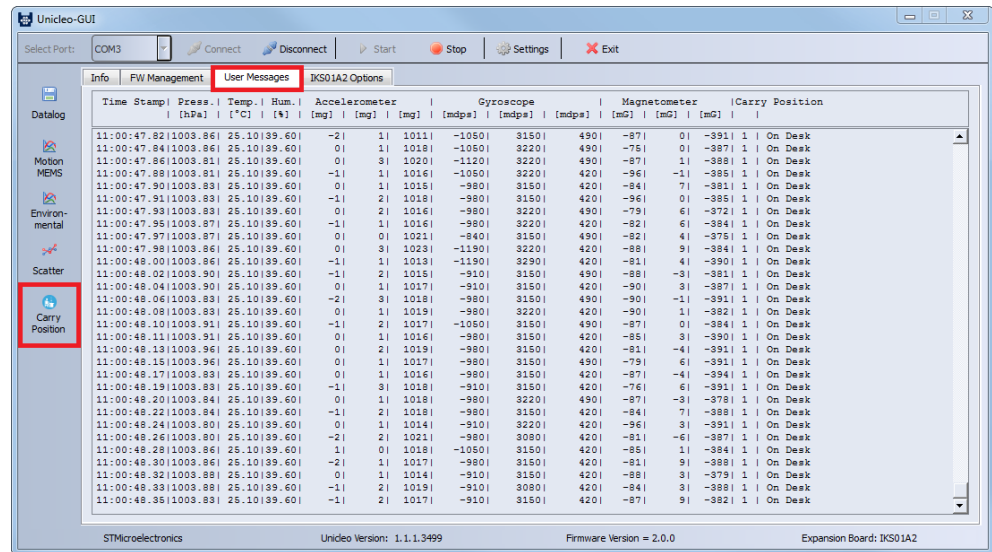 Unicleo-GUI
Select Port: COM3 Connect Disconnect Start Stop Settings Exit
Info FW Management User Messages IKS01A2 Options
Datalog
Motion
MEMS
Environ-
mental
Scatter
Carry
Position
Time Stamp| Press.| Temp.| Hum.| Accelerometer | Gyroscope | Magnetometer |Carry Position
| [hPa] | [°C] | [%] | [mg] | [mg] | [mg] | [mdps] | [mdps] | [mdps] | [mG] | [mG] | [mG] | |
11:00:47.82|1003.86| 25.10|39.60| -2| 1| 1011| -1050| 3150| 490| -87| 0| -391| 1 | On Desk
11:00:47.84|1003.86| 25.10|39.60| 0| 1| 1018| -1050| 3220| 490| -75| 0| -387| 1 | On Desk
11:00:47.86|1003.81| 25.10|39.60| 0| 3| 1020| -1120| 3220| 490| -87| 1| -388| 1 | On Desk
11:00:47.88|1003.81| 25.10|39.60| -1| 1| 1016| -1050| 3220| 420| -96| -1| -385| 1 | On Desk
11:00:47.90|1003.83| 25.10|39.60| 0| 1| 1015| -980| 3150| 420| -84| 7| -381| 1 | On Desk
11:00:47.91|1003.83| 25.10|39.60| -1| 2| 1018| -980| 3150| 420| -96| 0| -385| 1 | On Desk
11:00:47.93|1003.83| 25.10|39.60| 0| 2| 1016| -980| 3220| 490| -79| 6| -372| 1 | On Desk
11:00:47.95|1003.87| 25.10|39.60| -1| 1| 1016| -980| 3220| 420| -82| 6| -384| 1 | On Desk
11:00:47.97|1003.87| 25.10|39.60| 0| 0| 1021| -840| 3150| 490| -82| 4| -375| 1 | On Desk
11:00:47.98|1003.86| 25.10|39.60| 0| 3| 1023| -1190| 3220| 420| -88| 9| -384| 1 | On Desk
11:00:48.00|1003.86| 25.10|39.60| -1| 1| 1013| -1190| 3290| 420| -81| 4| -390| 1 | On Desk
11:00:48.02|1003.90| 25.10|39.60| -1| 2| 1015| -910| 3150| 490| -88| -3| -381| 1 | On Desk
11:00:48.04|1003.90| 25.10|39.60| 0| 1| 1017| -910| 3150| 420| -90| 3| -387| 1 | On Desk
11:00:48.06|1003.83| 25.10|39.60| -2| 3| 1018| -980| 3150| 490| -90| -1| -391| 1 | On Desk
11:00:48.08|1003.83| 25.10|39.60| 0| 1| 1019| -980| 3220| 420| -90| 1| -382| 1 | On Desk
11:00:48.10|1003.91| 25.10|39.60| -1| 2| 1017| -1050| 3150| 490| -87| 0| -384| 1 | On Desk
11:00:48.11|1003.91| 25.10|39.60| 0| 1| 1016| -980| 3150| 420| -85| 3| -390| 1 | On Desk
11:00:48.13|1003.96| 25.10|39.60| 0| 2| 1019| -980| 3150| 420| -81| -4| -391| 1 | On Desk
11:00:48.15|1003.96| 25.10|39.60| 0| 1| 1017| -980| 3150| 490| -79| 6| -391| 1 | On Desk
11:00:48.17|1003.83| 25.10|39.60| 0| 1| 1016| -980| 3150| 420| -87| -4| -394| 1 | On Desk
11:00:48.19|1003.83| 25.10|39.60| -1| 3| 1018| -910| 3150| 420| -76| 6| -391| 1 | On Desk
11:00:48.20|1003.84| 25.10|39.60| 0| 1| 1018| -980| 3220| 490| -87| -3| -378| 1 | On Desk
11:00:48.22|1003.84| 25.10|39.60| -1| 2| 1018| -980| 3150| 420| -84| 7| -388| 1 | On Desk
11:00:48.24|1003.80| 25.10|39.60| 0| 1| 1014| -910| 3220| 420| -96| 3| -391| 1 | On Desk
11:00:48.26|1003.80| 25.10|39.60| -2| 2| 1021| -980| 3080| 420| -81| -6| -387| 1 | On Desk
11:00:48.28|1003.86| 25.10|39.60| 1| 0| 1018| -1050| 3150| 420| -85| 1| -384| 1 | On Desk
11:00:48.30|1003.86| 25.10|39.60| -2| 1| 1017| -980| 3150| 420| -81| 9| -388| 1 | On Desk
11:00:48.32|1003.88| 25.10|39.60| 0| 1| 1014| -910| 3150| 420| -88| 3| -379| 1 | On Desk
11:00:48.33|1003.88| 25.10|39.60| -1| 2| 1019| -910| 3080| 420| -84| 3| -388| 1 | On Desk
11:00:48.35|1003.83| 25.10|39.60| -1| 2| 1017| -910| 3150| 420| -87| 9| -382| 1 | On Desk
STMicroelectronics Unicleo Version: 1.1.1.3499 Firmware Version = 2.0.0 Expansion Board: IKS01A2